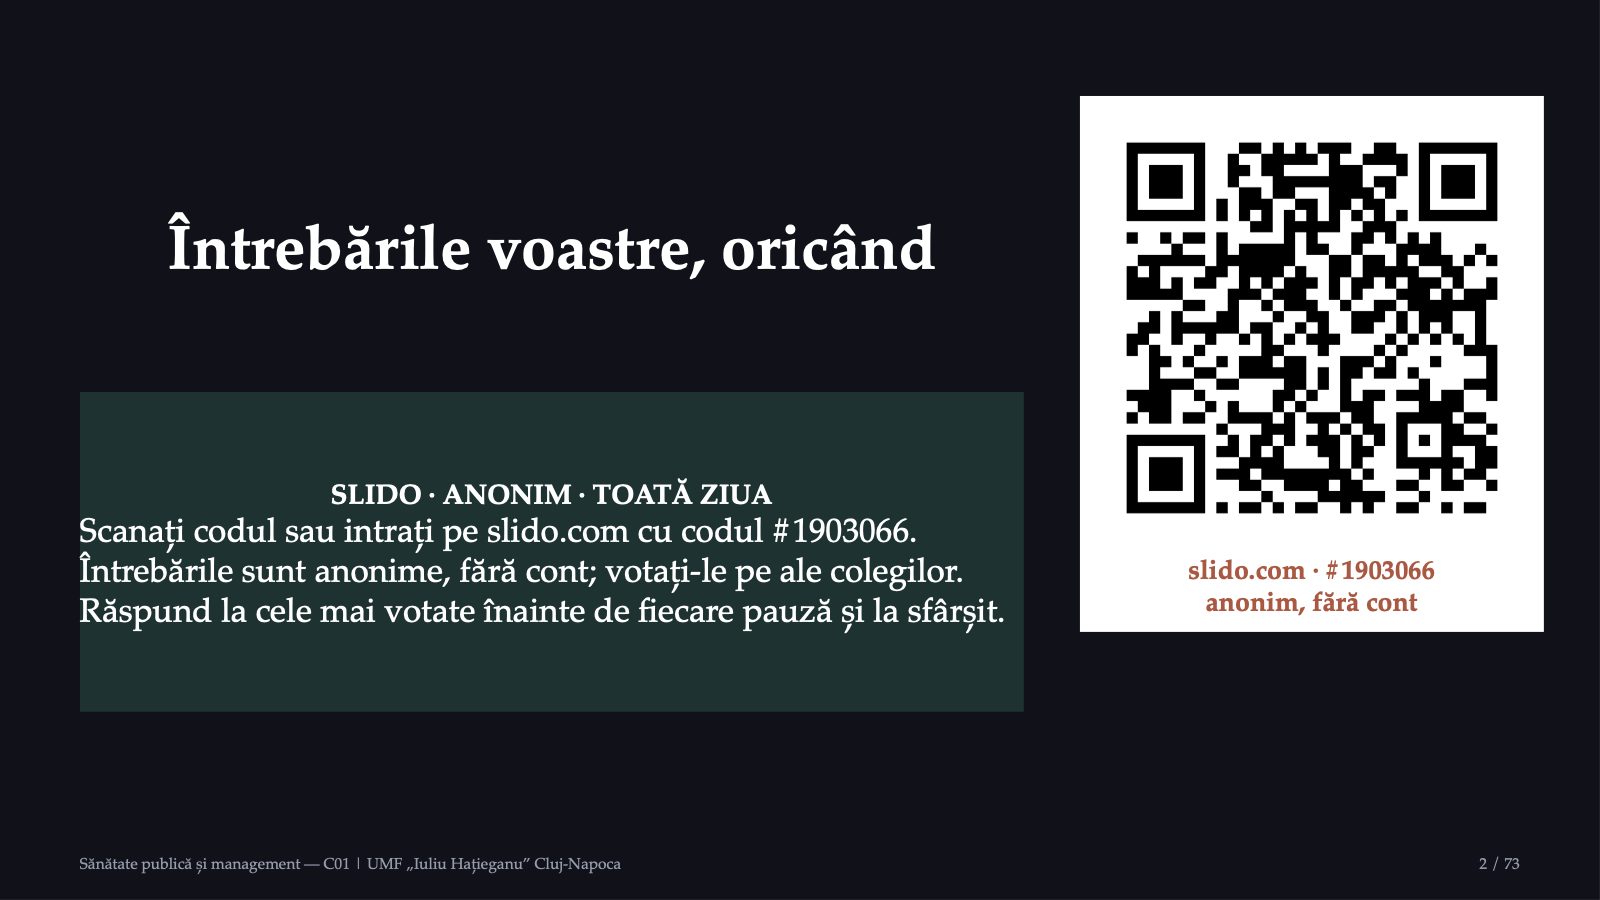 Întrebările voastre, oricând
SLIDO · ANONIM · TOATĂ ZIUA
Scanați codul sau intrați pe slido.com cu codul #1903066.
Întrebările sunt anonime, fără cont; votați-le pe ale colegilor.
Răspund la cele mai votate înainte de fiecare pauză și la sfârșit.
slido.com · #1903066
anonim, fără cont
Sănătate publică și management — C01 | UMF „Iuliu Hațieganu” Cluj-Napoca
2 / 73